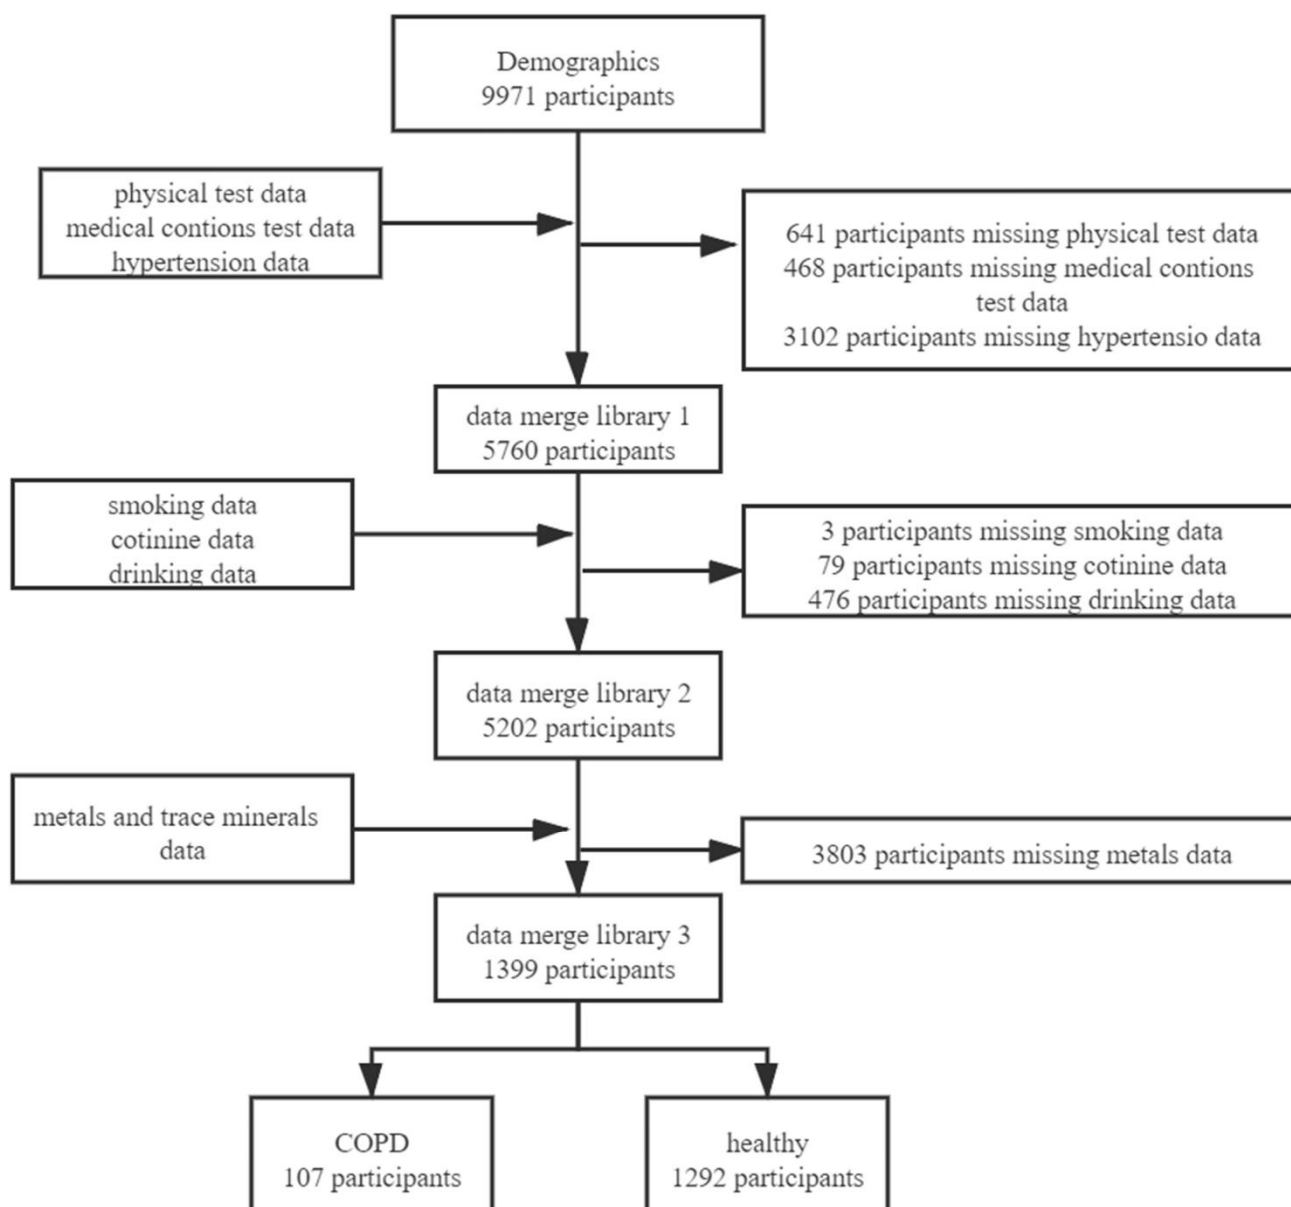 Demographics
9971 participants
physical test data
medical contions test data
hypertension data
641 participants missing physical test data
468 participants missing medical contions
test data
3102 participants missing hypertensio data
data merge library 1
5760 participants
smoking data
cotinine data
drinking data
3 participants missing smoking data
79 participants missing cotinine data
476 participants missing drinking data
data merge library 2
5202 participants
metals and trace minerals
data
3803 participants missing metals data
data merge library 3
1399 participants
COPD
107 participants
healthy
1292 participants